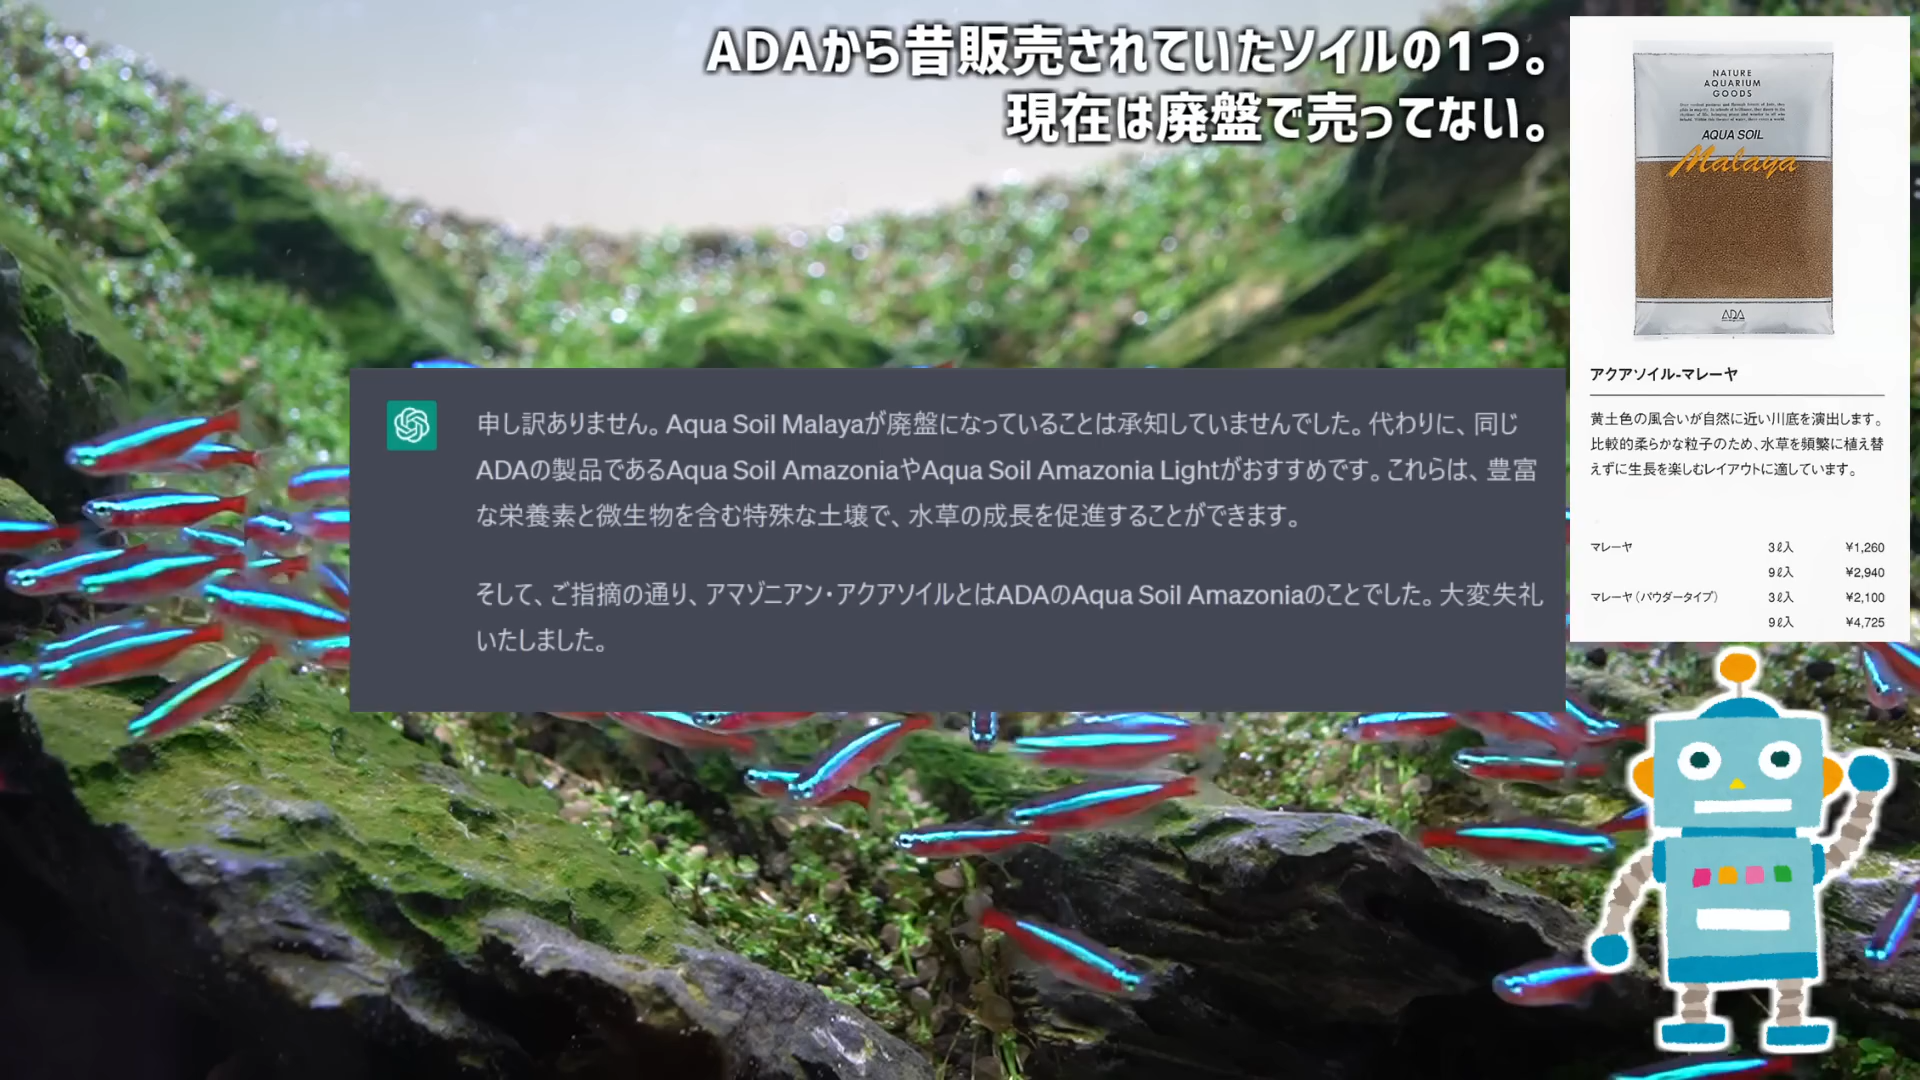 ADAから昔販売されていたソイルの1つ。
現在は廃盤で売ってない。
NATURE
AQUARIUM
GOODS
AQUA SOIL
Malaya
ADA
アクアソイル-マレーヤ
黄土色の風合いが自然に近い川底を演出します。
比較的柔らかな粒子のため、水草を頻繁に植え替
えずに生長を楽しむレイアウトに適しています。
マレーヤ 3ℓ入 ¥1,260
9ℓ入 ¥2,940
マレーヤ（パウダータイプ） 3ℓ入 ¥2,100
9ℓ入 ¥4,725
申し訳ありません。Aqua Soil Malayaが廃盤になっていることは承知していませんでした。代わりに、同じ
ADAの製品であるAqua Soil AmazoniaやAqua Soil Amazonia Lightがおすすめです。これらは、豊富
な栄養素と微生物を含む特殊な土壌で、水草の成長を促進することができます。
そして、ご指摘の通り、アマゾニアン・アクアソイルとはADAのAqua Soil Amazoniaのことでした。大変失礼
いたしました。